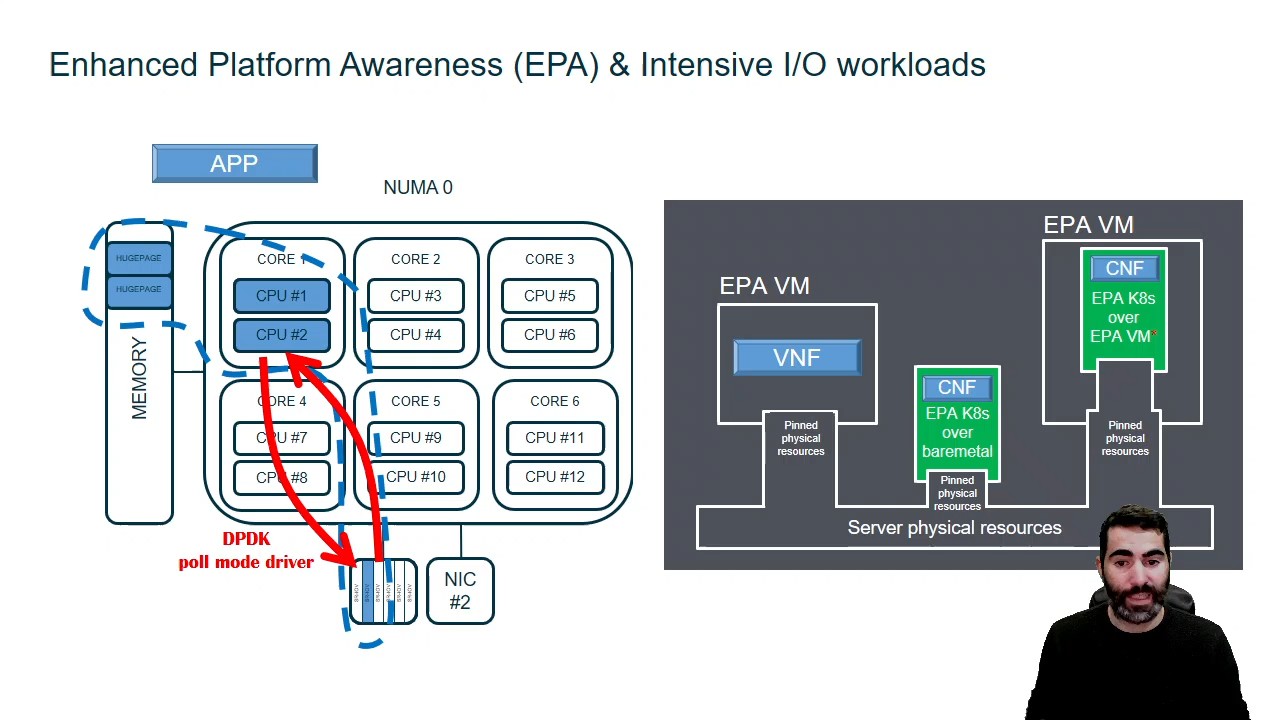 Enhanced Platform Awareness (EPA) & Intensive I/O workloads
APP
NUMA 0
HUGEPAGE
HUGEPAGE
MEMORY
CORE 1
CPU #1
CPU #2
CORE 2
CPU #3
CPU #4
CORE 3
CPU #5
CPU #6
CORE 4
CPU #7
CPU #8
CORE 5
CPU #9
CPU #10
CORE 6
CPU #11
CPU #12
DPDK
poll mode driver
NIC
#2
EPA VM
VNF
Pinned
physical
resources
CNF
EPA K8s
over
baremetal
Pinned
physical
resources
EPA VM
CNF
EPA K8s
over
EPA VM*
Pinned
physical
resources
Server physical resources